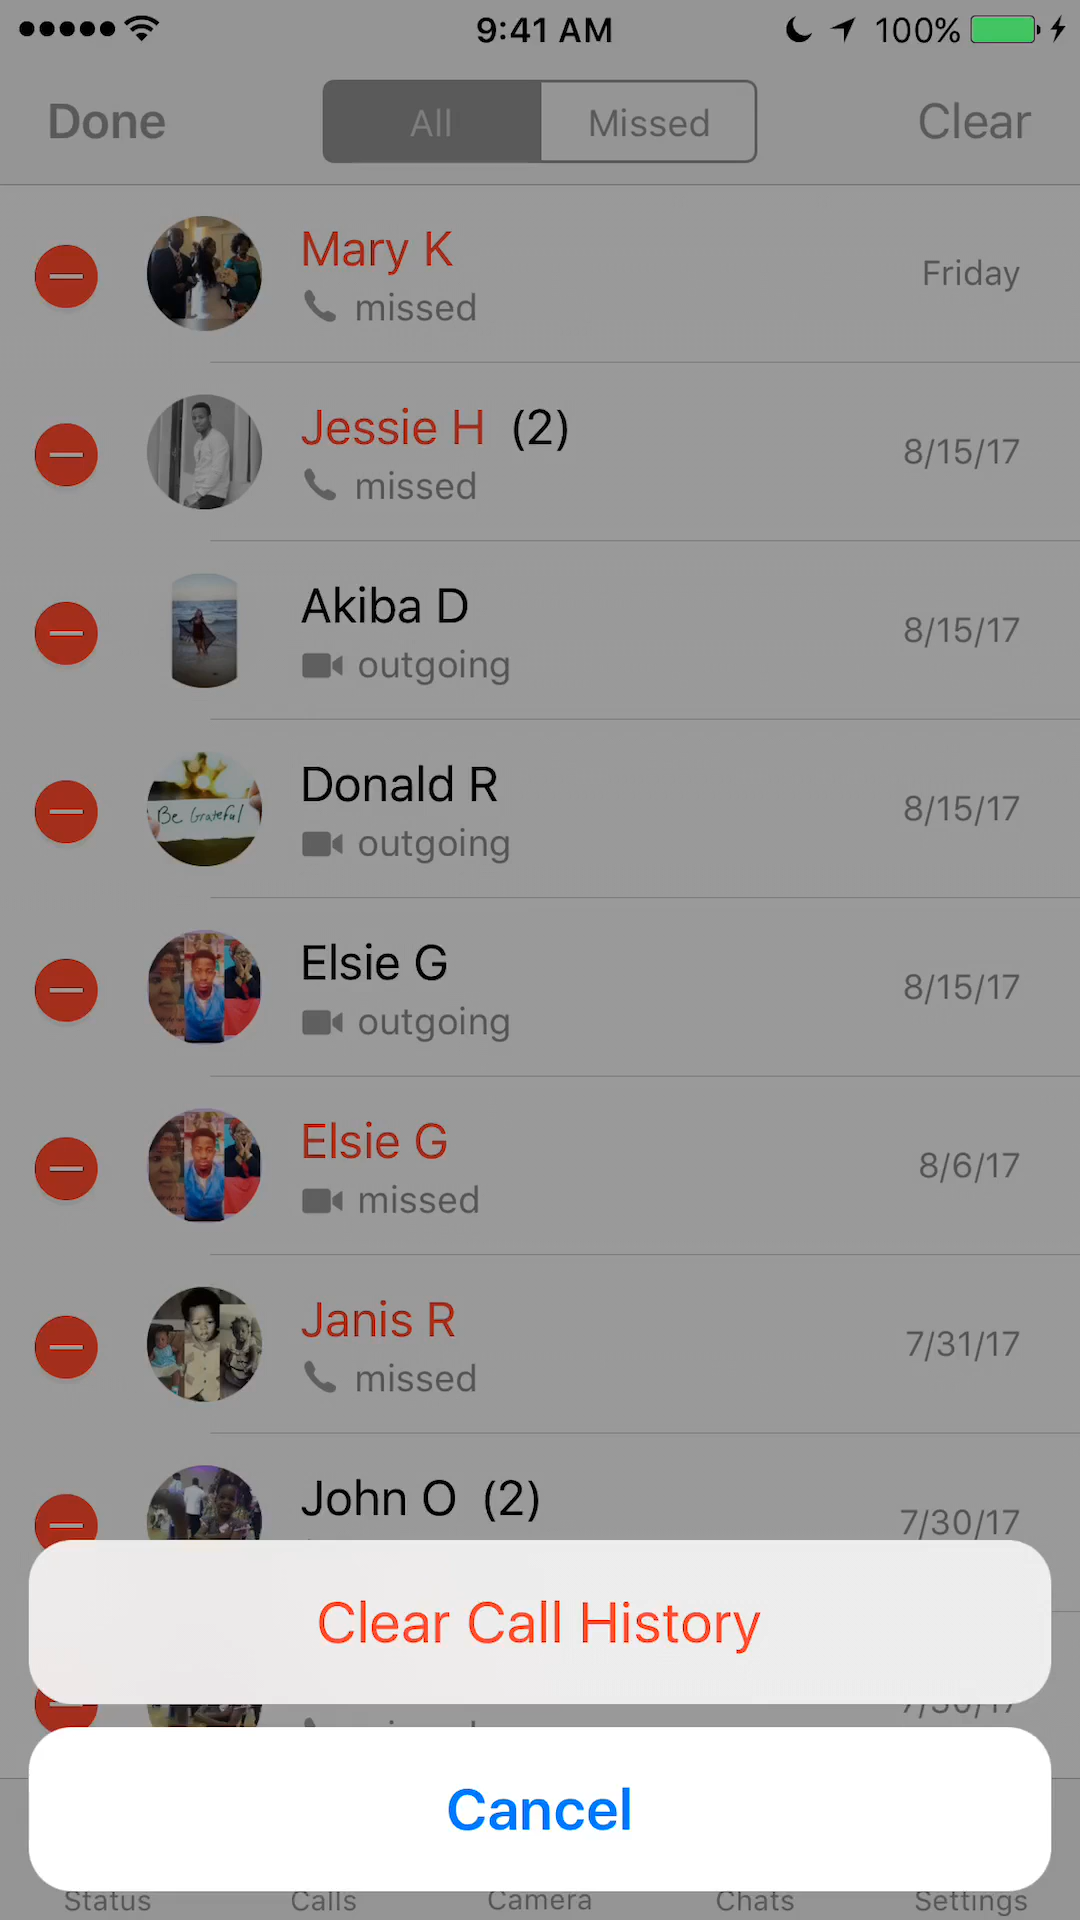 9:41 AM 100%
Done All Missed Clear
Mary K
missed
Friday
Jessie H (2)
missed
8/15/17
Akiba D
outgoing
8/15/17
Be Grateful
Donald R
outgoing
8/15/17
Elsie G
outgoing
8/15/17
Elsie G
missed
8/6/17
Janis R
missed
7/31/17
John O (2)
7/30/17
Clear Call History
Cancel
Status Calls Camera Chats Settings